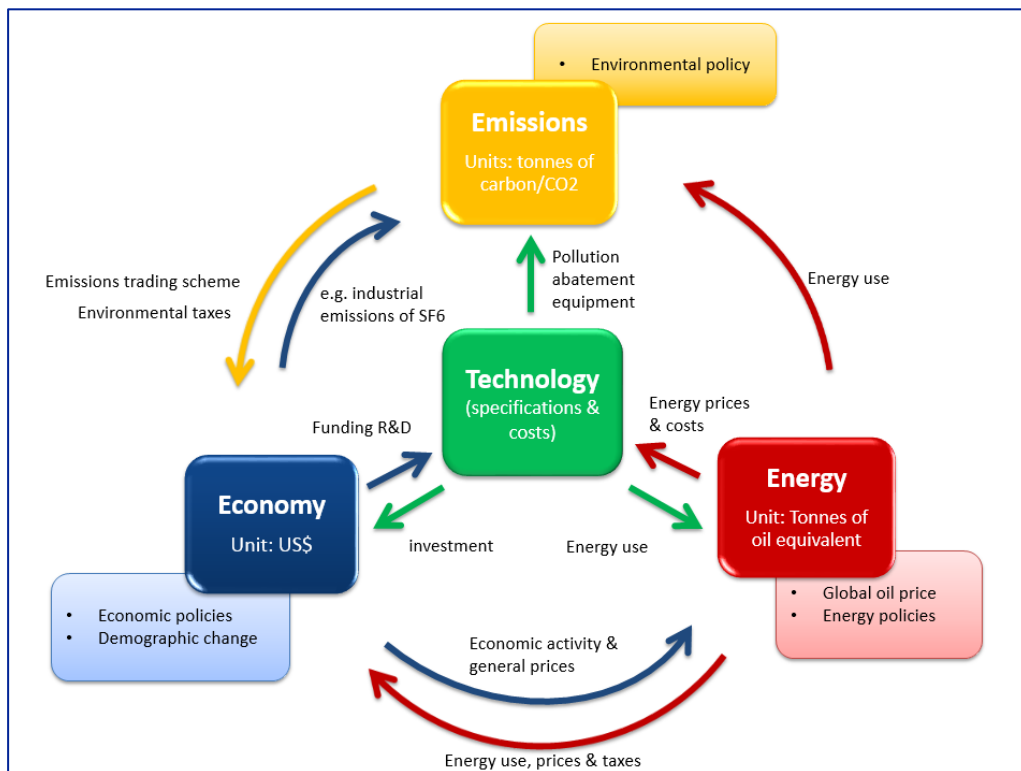 • Environmental policy
Emissions
Units: tonnes of
carbon/CO2
Pollution
abatement
equipment
Energy use
Emissions trading scheme
Environmental taxes
e.g. industrial
emissions of SF6
Technology
(specifications &
costs)
Energy prices
& costs
Funding R&D
Economy
Unit: US$
Energy
Unit: Tonnes of
oil equivalent
investment
Energy use
• Economic policies
• Demographic change
• Global oil price
• Energy policies
Economic activity &
general prices
Energy use, prices & taxes